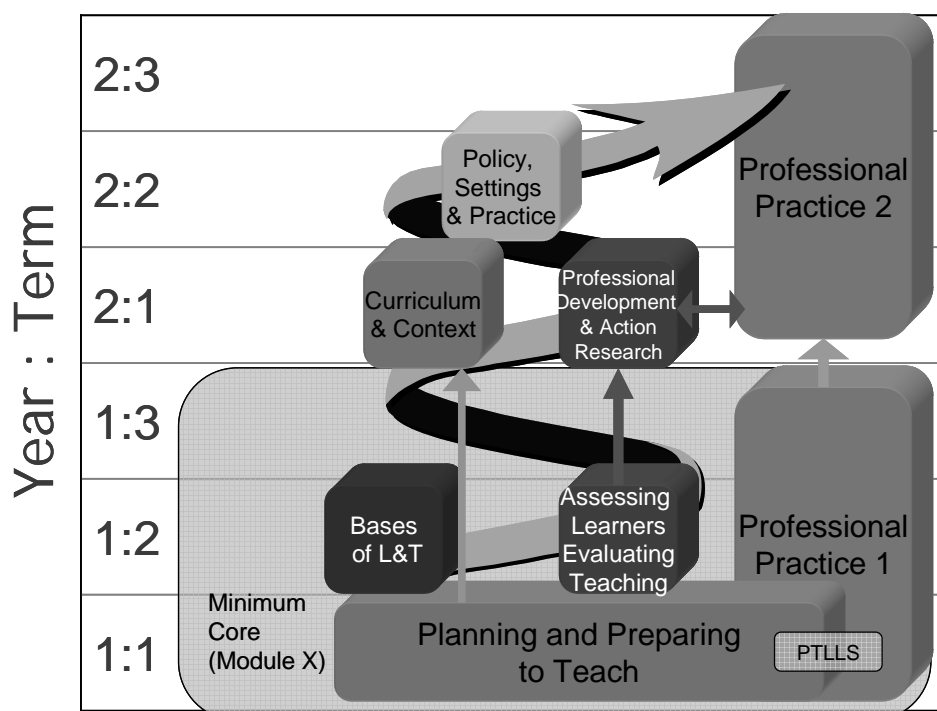 Year : Term
2:3
2:2
2:1
1:3
1:2
1:1
Policy,
Settings
& Practice
Professional
Practice 2
Curriculum
& Context
Professional
Development
& Action
Research
Bases
of L&T
Assessing
Learners
Evaluating
Teaching
Professional
Practice 1
Minimum
Core
(Module X)
Planning and Preparing
to Teach
PTLLS